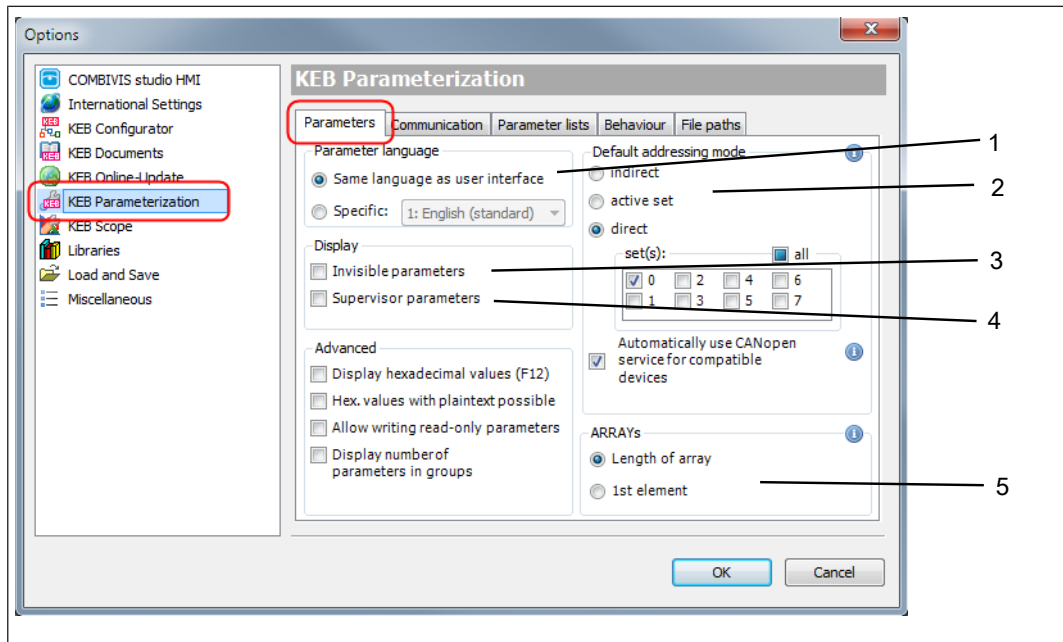 Options
COMBIVIS studio HMI
International Settings
KEB Configurator
KEB Documents
KEB Online-Update
KEB Parameterization
KEB Scope
Libraries
Load and Save
Miscellaneous
KEB Parameterization
Parameters Communication Parameter lists Behaviour File paths
Parameter language
Same language as user interface
Specific: 1: English (standard)
Display
Invisible parameters
Supervisor parameters
Advanced
Display hexadecimal values (F12)
Hex. values with plaintext possible
Allow writing read-only parameters
Display number of
parameters in groups
Default addressing mode
indirect
active set
direct
set(s): all
0 2 4 6
1 3 5 7
Automatically use CANopen
service for compatible
devices
ARRAYs
Length of array
1st element
OK Cancel
1
2
3
4
5